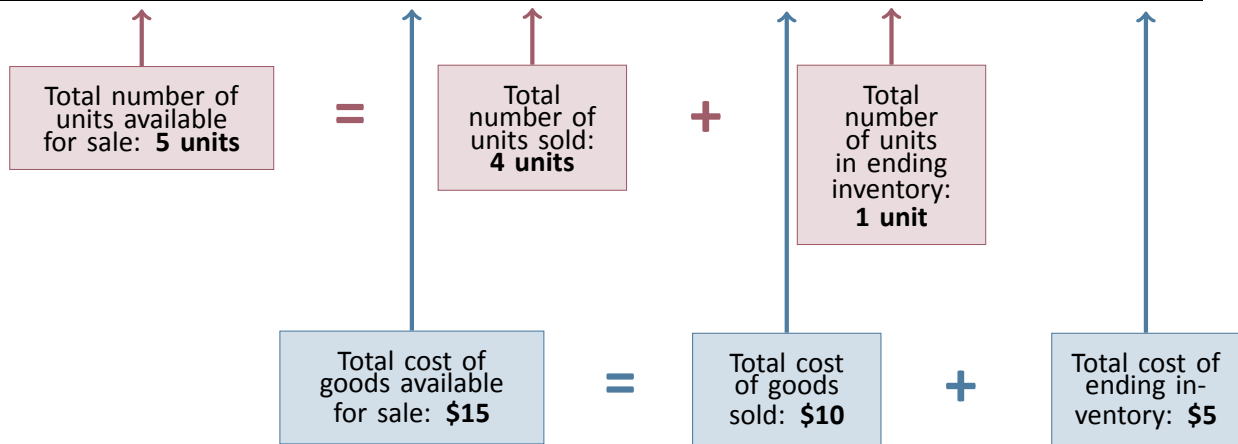 Total number of
units available
for sale: 5 units
=
Total
number of
units sold:
4 units
+
Total
number
of units
in ending
inventory:
1 unit
Total cost of
goods available
for sale: $15
=
Total cost
of goods
sold: $10
+
Total cost of
ending in-
ventory: $5